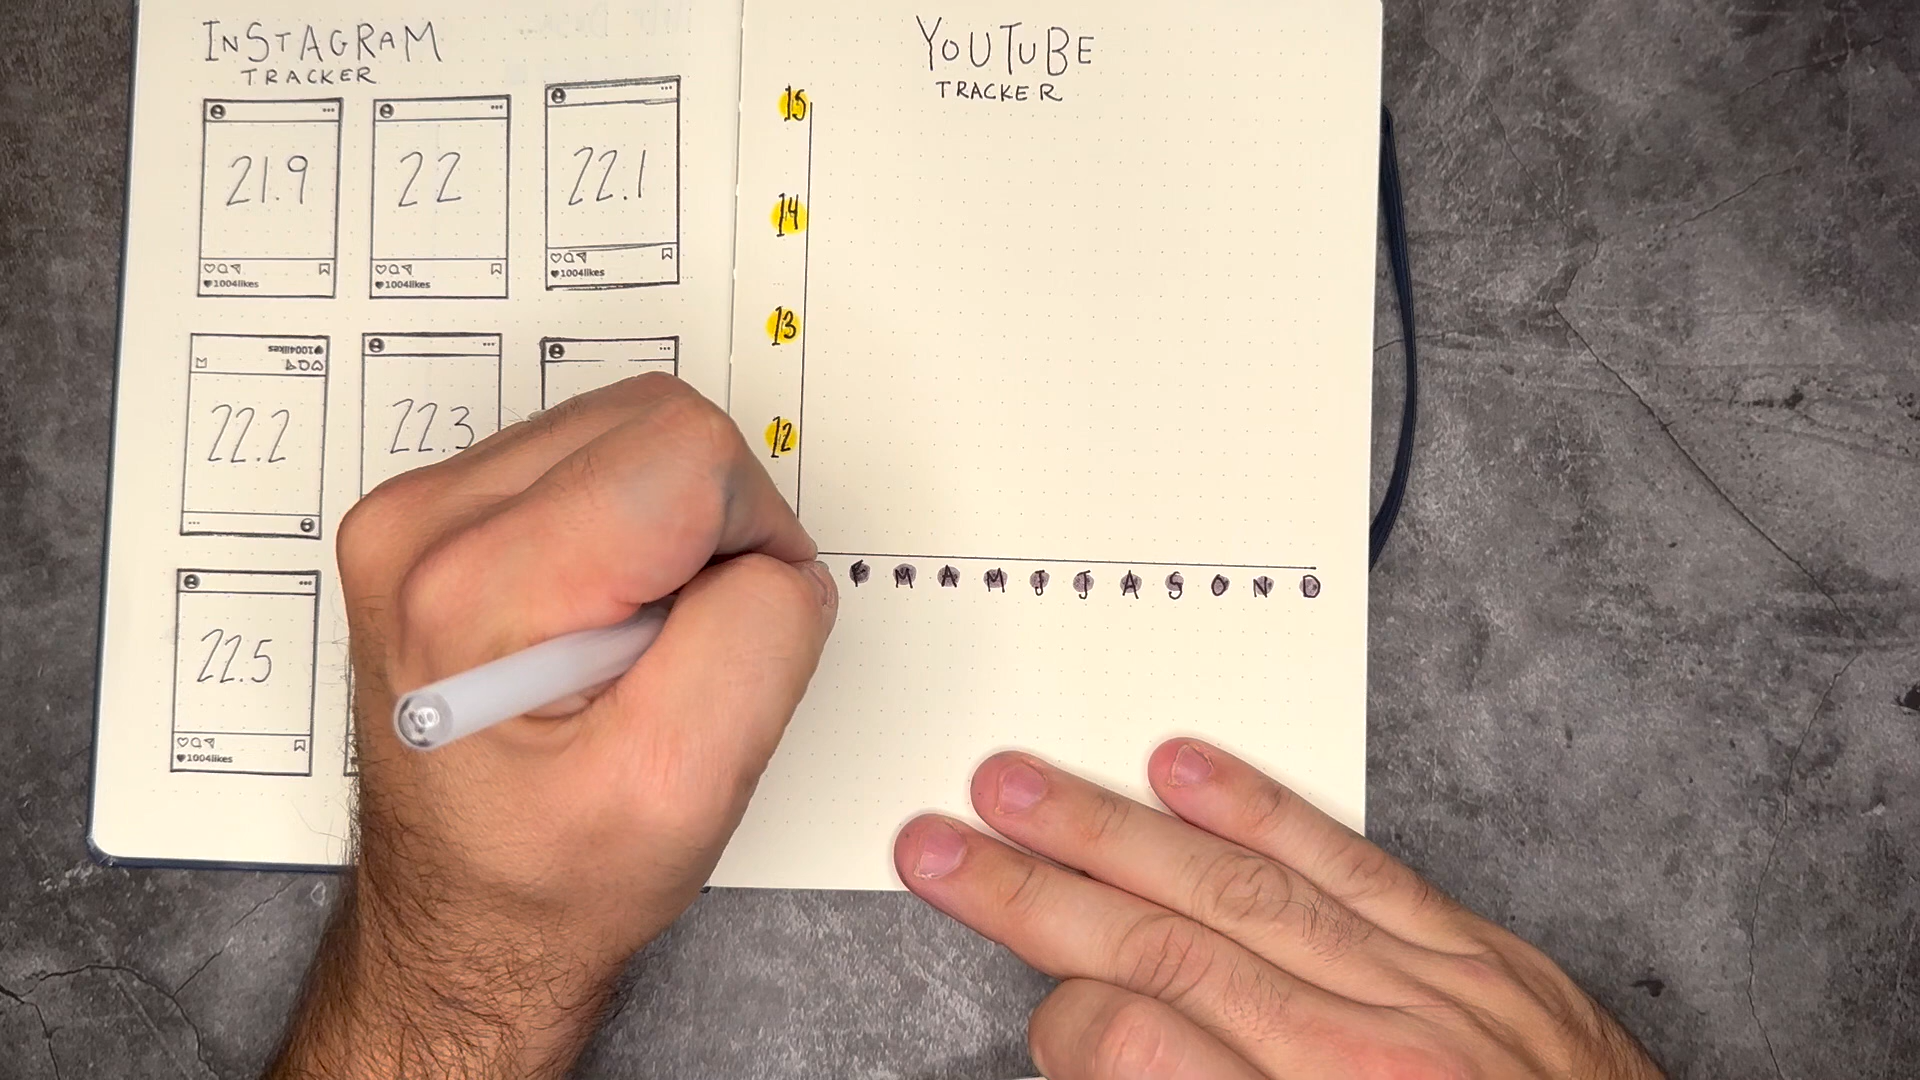 INSTAGRAM
TRACKER
21.9
22
22.1
1004likes
1004likes
1004likes
1004likes
22.2
22.3
22.5
1004likes
YOUTUBE
TRACKER
15
14
13
12
F M A M J J A S O N D